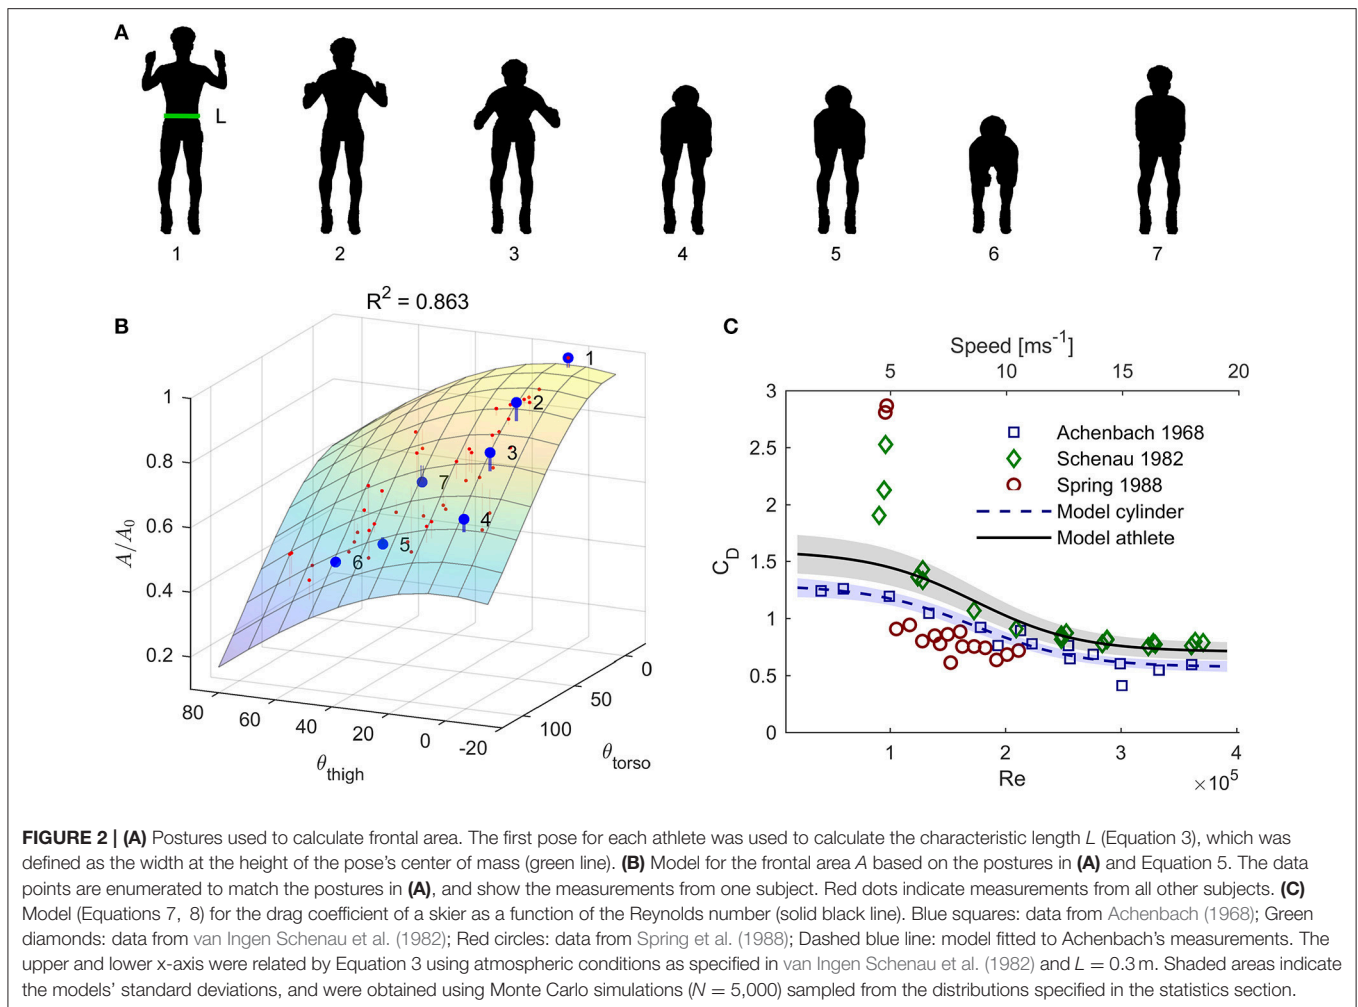 A
L
1 2 3 4 5 6 7
R² = 0.863
B
A/A₀
1
0.8
0.6
0.4
0.2
1
2
3
7
4
5
6
80 60 40 20 0 -20
θthigh
100 50 0
θtorso
C
Speed [ms⁻¹]
5 10 15 20
3
2.5
2
1.5
1
0.5
0
C_D
Achenbach 1968
Schenau 1982
Spring 1988
Model cylinder
Model athlete
1 2 3 4
Re
×10⁵
FIGURE 2 | (A) Postures used to calculate frontal area. The first pose for each athlete was used to calculate the characteristic length L (Equation 3), which was
defined as the width at the height of the pose's center of mass (green line). (B) Model for the frontal area A based on the postures in (A) and Equation 5. The data
points are enumerated to match the postures in (A), and show the measurements from one subject. Red dots indicate measurements from all other subjects. (C)
Model (Equations 7, 8) for the drag coefficient of a skier as a function of the Reynolds number (solid black line). Blue squares: data from Achenbach (1968); Green
diamonds: data from van Ingen Schenau et al. (1982); Red circles: data from Spring et al. (1988); Dashed blue line: model fitted to Achenbach's measurements. The
upper and lower x-axis were related by Equation 3 using atmospheric conditions as specified in van Ingen Schenau et al. (1982) and L = 0.3 m. Shaded areas indicate
the models' standard deviations, and were obtained using Monte Carlo simulations (N = 5,000) sampled from the distributions specified in the statistics section.